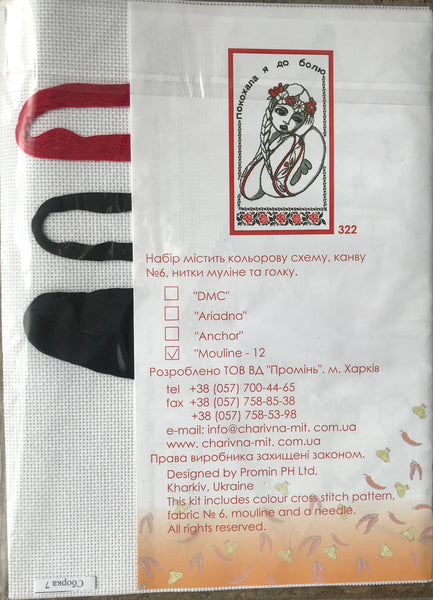 Покохала я до болю
322
Набір містить кольорову схему, канву
№6, нитки муліне та голку.
"DMC"
"Ariadna"
"Anchor"
"Mouline - 12
Розроблено ТОВ ВД "Промінь". м. Харків
tel +38 (057) 700-44-65
fax +38 (057) 758-85-38
+38 (057) 758-53-98
e-mail: info@charivna-mit. com.ua
www. charivna-mit. com.ua
Права виробника захищені законом.
Designed by Promin PH Ltd,
Kharkiv, Ukraine
This kit includes colour cross stitch pattern,
fabric № 6, mouline and a needle.
All rights reserved.
Сборка 7